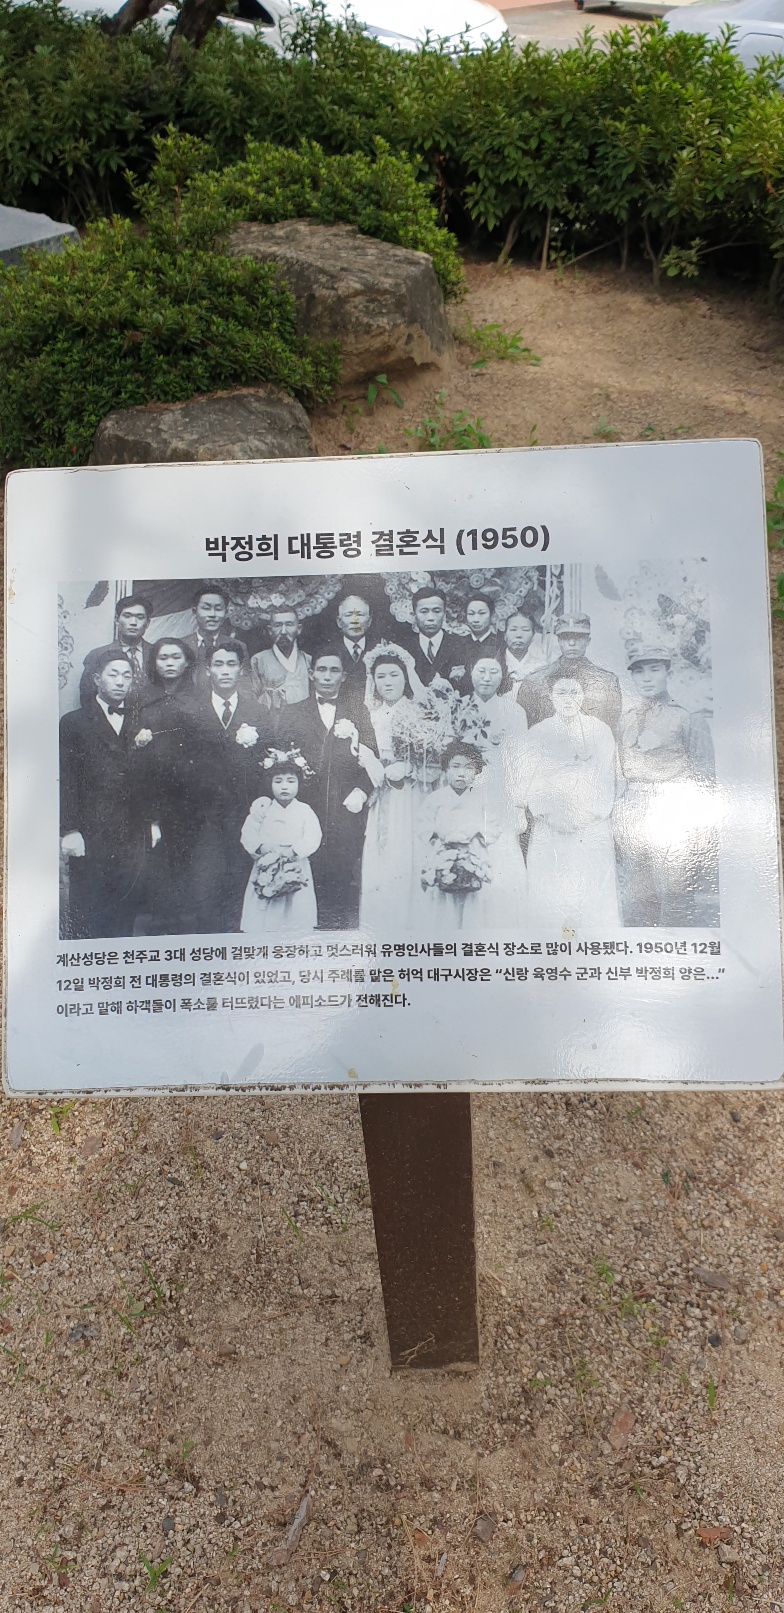 박정희 대통령 결혼식 (1950)
계산성당은 천주교 3대 성당에 걸맞게 웅장하고 멋스러워 유명인사들의 결혼식 장소로 많이 사용됐다. 1950년 12월
12일 박정희 전 대통령의 결혼식이 있었고, 당시 주례를 맡은 허억 대구시장은 “신랑 육영수 군과 신부 박정희 양은...”
이라고 말해 하객들이 폭소를 터뜨렸다는 에피소드가 전해진다.